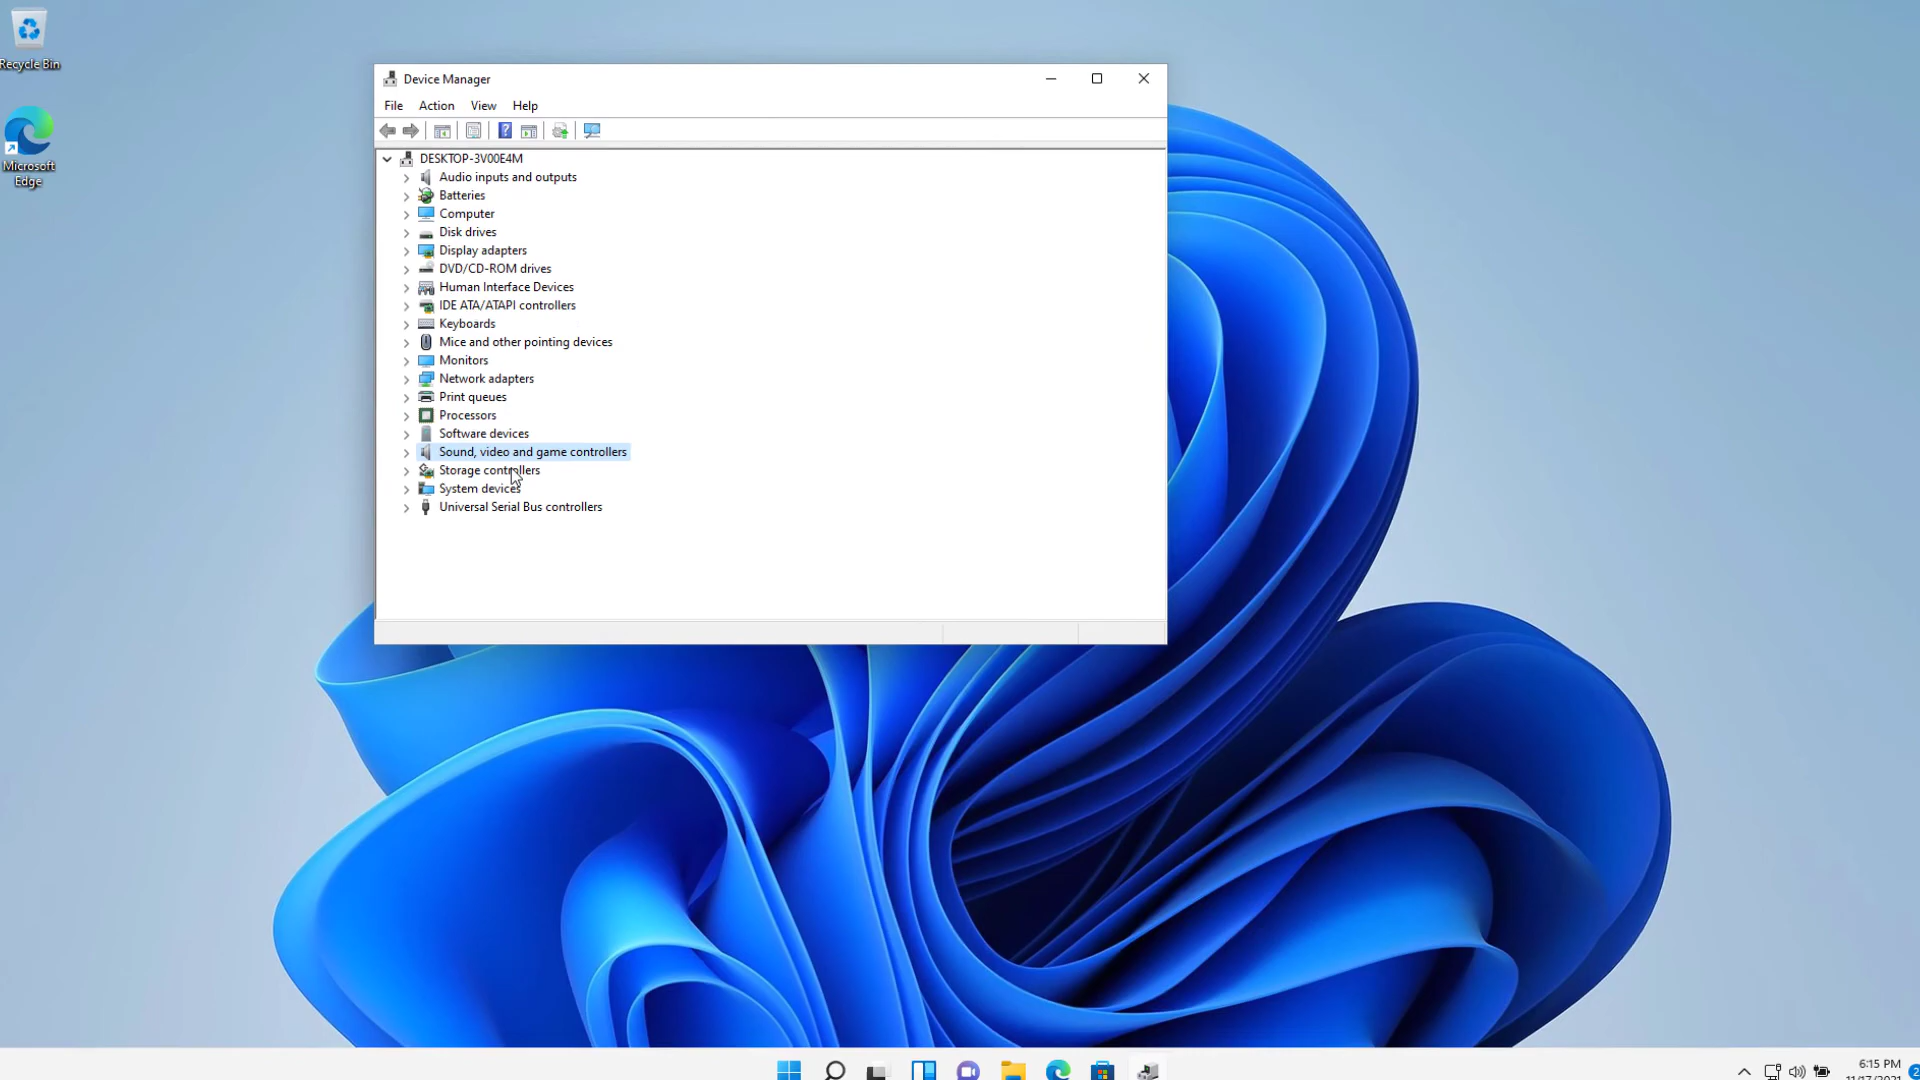 Recycle Bin
Microsoft
Edge
Device Manager
File Action View Help
DESKTOP-3V00E4M
Audio inputs and outputs
Batteries
Computer
Disk drives
Display adapters
DVD/CD-ROM drives
Human Interface Devices
IDE ATA/ATAPI controllers
Keyboards
Mice and other pointing devices
Monitors
Network adapters
Print queues
Processors
Software devices
Sound, video and game controllers
Storage controllers
System devices
Universal Serial Bus controllers
6:15 PM
11/17/2021
2